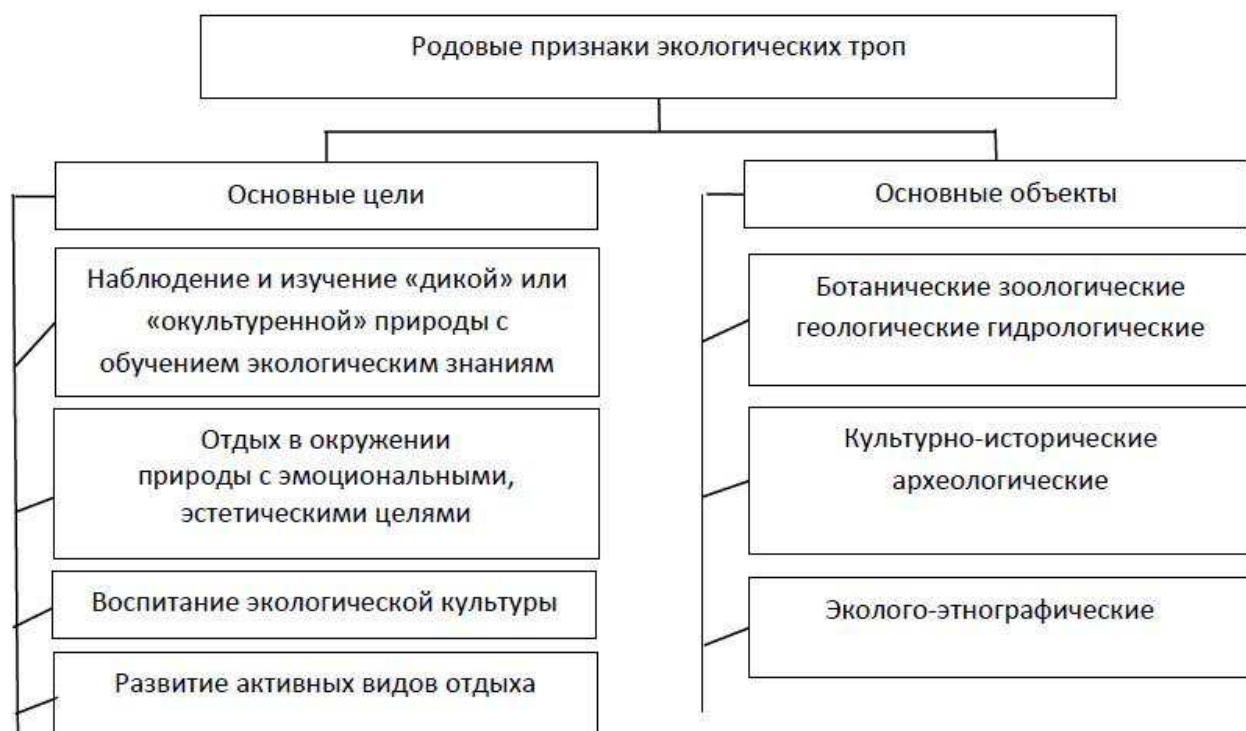 Родовые признаки экологических троп
Основные цели
Наблюдение и изучение «дикой» или
«окультуренной» природы с
обучением экологическим знаниям
Отдых в окружении
природы с эмоциональными,
эстетическими целями
Воспитание экологической культуры
Развитие активных видов отдыха
Основные объекты
Ботанические зоологические
геологические гидрологические
Культурно-исторические
археологические
Эколого-этнографические